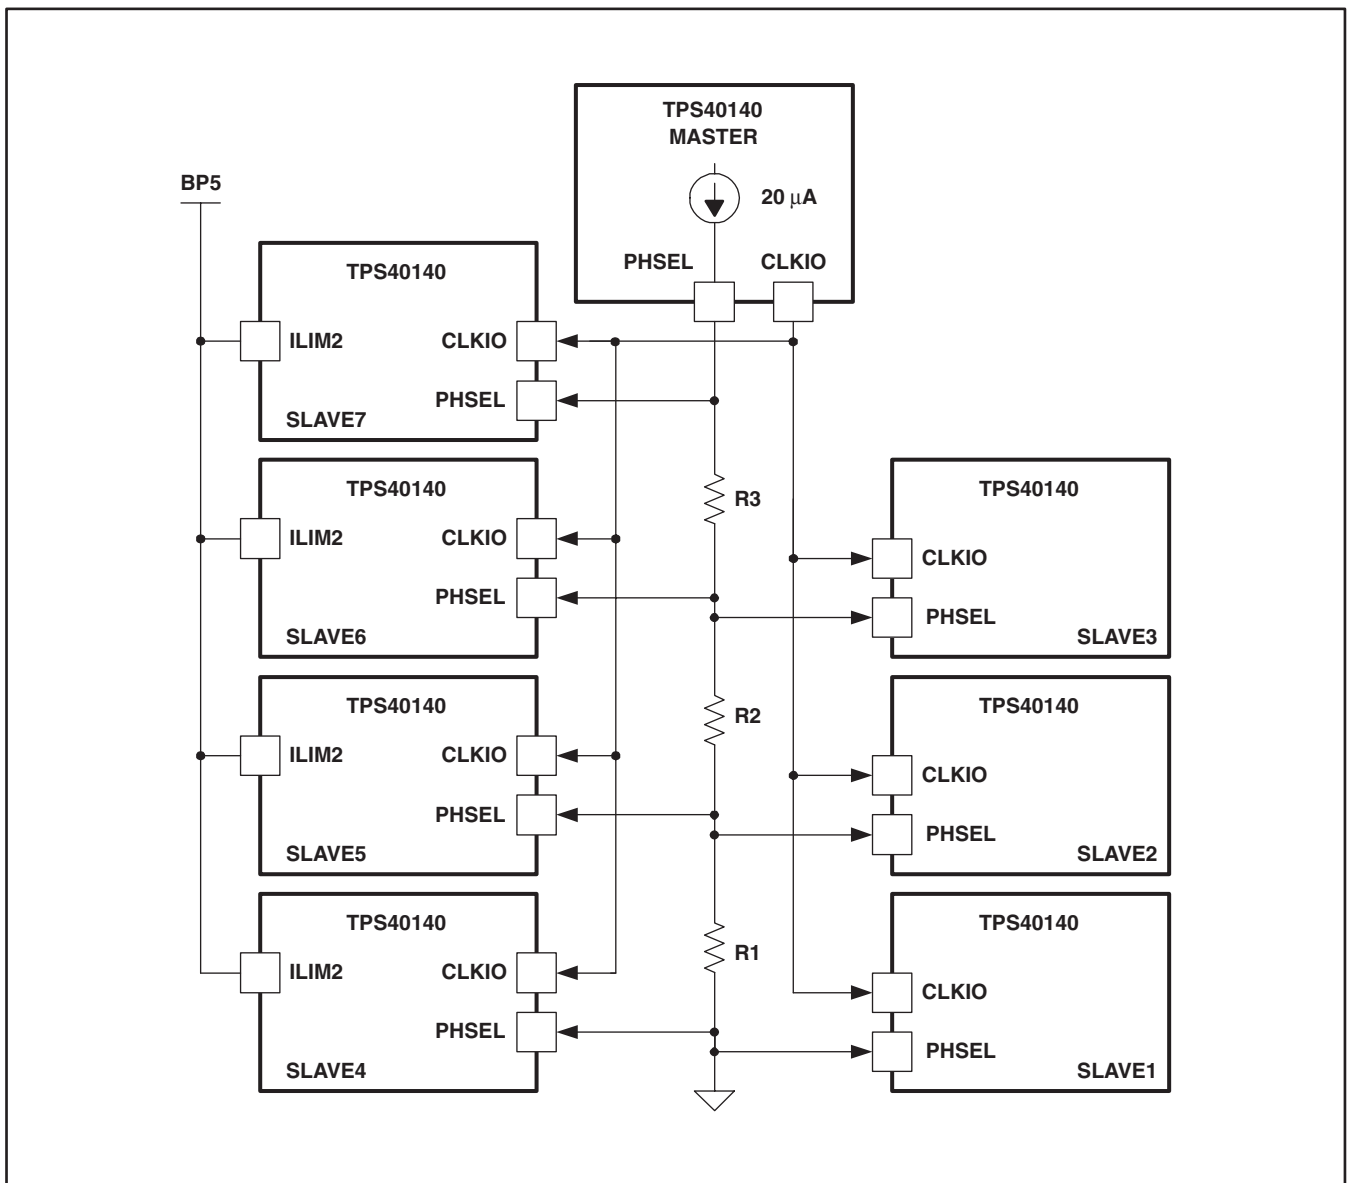 TPS40140
MASTER
20 μA
PHSEL
CLKIO
BP5
TPS40140
ILIM2
CLKIO
PHSEL
SLAVE7
TPS40140
ILIM2
CLKIO
PHSEL
SLAVE6
TPS40140
ILIM2
CLKIO
PHSEL
SLAVE5
TPS40140
ILIM2
CLKIO
PHSEL
SLAVE4
R3
R2
R1
TPS40140
CLKIO
PHSEL
SLAVE3
TPS40140
CLKIO
PHSEL
SLAVE2
TPS40140
CLKIO
PHSEL
SLAVE1